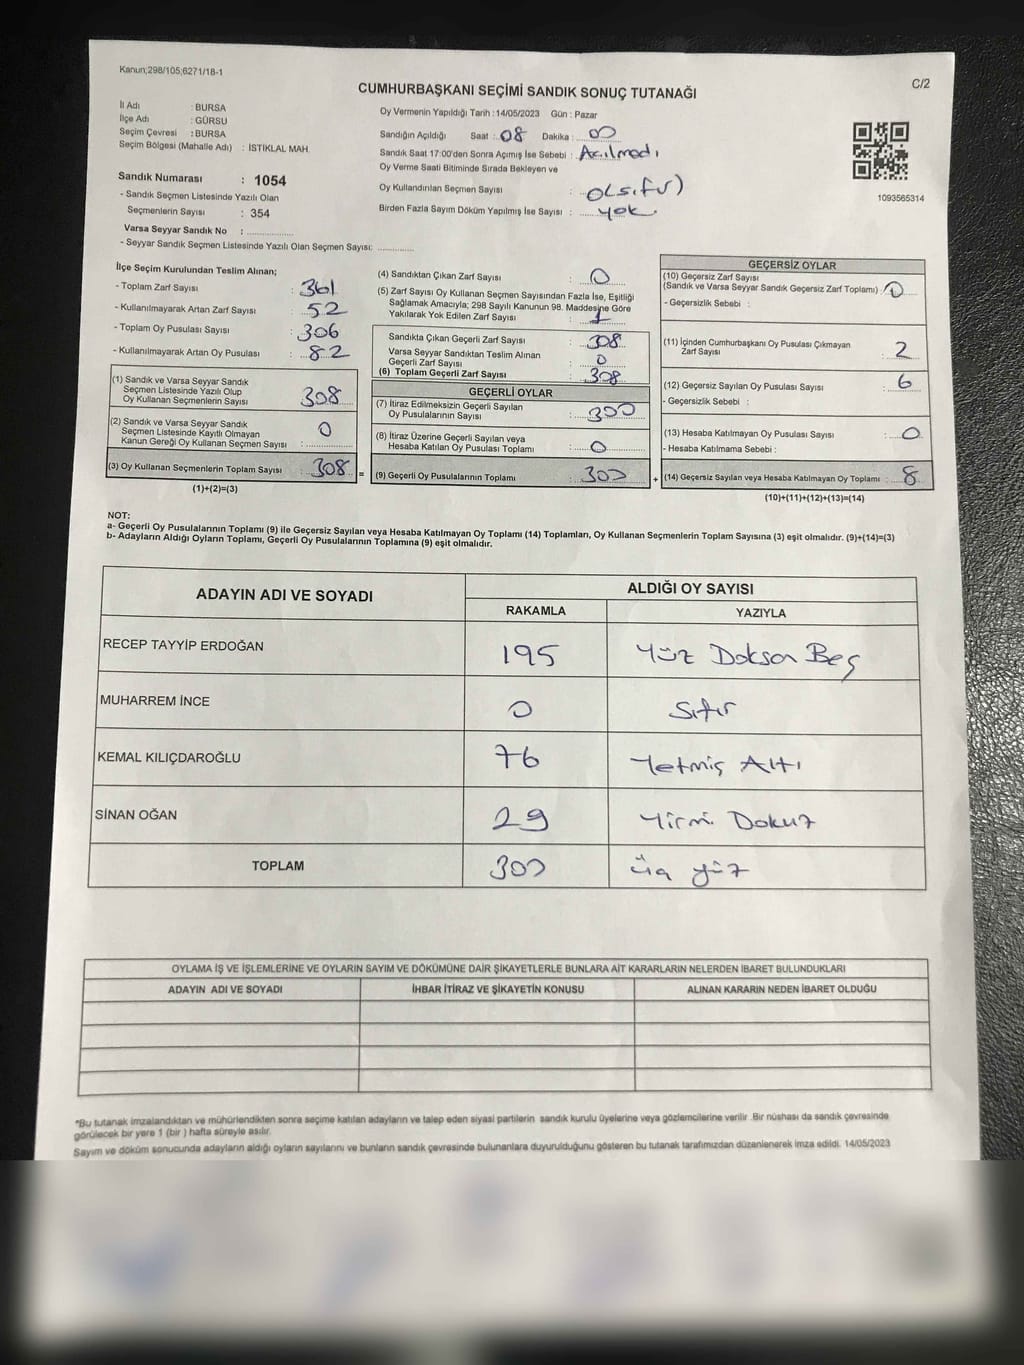 Kanun;298/105;6271/18-1
C/2
CUMHURBAŞKANI SEÇİMİ SANDIK SONUÇ TUTANAĞI
İl Adı : BURSA
İlçe Adı : GÜRSU
Seçim Çevresi : BURSA
Seçim Bölgesi (Mahalle Adı) : İSTİKLAL MAH.
Sandık Numarası : 1054
- Sandık Seçmen Listesinde Yazılı Olan
Seçmenlerin Sayısı : 354
Varsa Seyyar Sandık No : ................
- Seyyar Sandık Seçmen Listesinde Yazılı Olan Seçmen Sayısı: ............
Oy Vermenin Yapıldığı Tarih :14/05/2023 Gün : Pazar
Sandığın Açıldığı Saat : 08 Dakika : 00
Sandık Saat 17:00'den Sonra Açımış İse Sebebi : Açılmadı
Oy Verme Saati Bitiminde Sırada Bekleyen ve
Oy Kullandırılan Seçmen Sayısı : 0(sıfır)
Birden Fazla Sayım Döküm Yapılmış İse Sayısı : yok
1093565314
İlçe Seçim Kurulundan Teslim Alınan;
- Toplam Zarf Sayısı : 361
- Kullanılmayarak Artan Zarf Sayısı : 52
- Toplam Oy Pusulası Sayısı : 306
- Kullanılmayarak Artan Oy Pusulası : 82
(1) Sandık ve Varsa Seyyar Sandık
Seçmen Listesinde Yazılı Olup
Oy Kullanan Seçmenlerin Sayısı 308
(2) Sandık ve Varsa Seyyar Sandık
Seçmen Listesinde Kayıtlı Olmayan
Kanun Gereği Oy Kullanan Seçmen Sayısı : 0
(3) Oy Kullanan Seçmenlerin Toplam Sayısı : 308 =
(1)+(2)=(3)
(4) Sandıktan Çıkan Zarf Sayısı : 0
(5) Zarf Sayısı Oy Kullanan Seçmen Sayısından Fazla İse, Eşitliği
Sağlamak Amacıyla; 298 Sayılı Kanunun 98. Maddesine Göre
Yakılarak Yok Edilen Zarf Sayısı : 1
Sandıkta Çıkan Geçerli Zarf Sayısı : 308
Varsa Seyyar Sandıktan Teslim Alınan
Geçerli Zarf Sayısı : 0
(6) Toplam Geçerli Zarf Sayısı : 308
GEÇERLİ OYLAR
(7) İtiraz Edilmeksizin Geçerli Sayılan
Oy Pusulalarının Sayısı : 300
(8) İtiraz Üzerine Geçerli Sayılan veya
Hesaba Katılan Oy Pusulası Toplamı : 0
(9) Geçerli Oy Pusulalarının Toplamı : 300 +
GEÇERSİZ OYLAR
(10) Geçersiz Zarf Sayısı
(Sandık ve Varsa Seyyar Sandık Geçersiz Zarf Toplamı) : 0
- Geçersizlik Sebebi :
(11) İçinden Cumhurbaşkanı Oy Pusulası Çıkmayan
Zarf Sayısı : 2
(12) Geçersiz Sayılan Oy Pusulası Sayısı : 6
- Geçersizlik Sebebi :
(13) Hesaba Katılmayan Oy Pusulası Sayısı : 0
- Hesaba Katılmama Sebebi :
(14) Geçersiz Sayılan veya Hesaba Katılmayan Oy Toplamı : 8
(10)+(11)+(12)+(13)=(14)
NOT:
a- Geçerli Oy Pusulalarının Toplamı (9) ile Geçersiz Sayılan veya Hesaba Katılmayan Oy Toplamı (14) Toplamları, Oy Kullanan Seçmenlerin Toplam Sayısına (3) eşit olmalıdır. (9)+(14)=(3)
b- Adayların Aldığı Oyların Toplamı, Geçerli Oy Pusulalarının Toplamına (9) eşit olmalıdır.
ADAYIN ADI VE SOYADI ALDIĞI OY SAYISI
RAKAMLA YAZIYLA
RECEP TAYYİP ERDOĞAN 195 Yüz Doksan Beş
MUHARREM İNCE 0 Sıfır
KEMAL KILIÇDAROĞLU 76 Yetmiş Altı
SİNAN OĞAN 29 Yirmi Dokuz
TOPLAM 300 üç yüz
OYLAMA İŞ VE İŞLEMLERİNE VE OYLARIN SAYIM VE DÖKÜMÜNE DAİR ŞİKAYETLERLE BUNLARA AİT KARARLARIN NELERDEN İBARET BULUNDUKLARI
ADAYIN ADI VE SOYADI İHBAR İTİRAZ VE ŞİKAYETİN KONUSU ALINAN KARARIN NEDEN İBARET OLDUĞU
*Bu tutanak imzalandıktan ve mühürlendikten sonra seçime katılan adayların ve talep eden siyasi partilerin sandık kurulu üyelerine veya gözlemcilerine verilir .Bir nüshası da sandık çevresinde
görülecek bir yere 1 (bir ) hafta süreyle asılır.
Sayım ve döküm sonucunda adayların aldığı oyların sayılarını ve bunların sandık çevresinde bulunanlara duyurulduğunu gösteren bu tutanak tarafımızdan düzenlenerek imza edildi. 14/05/2023